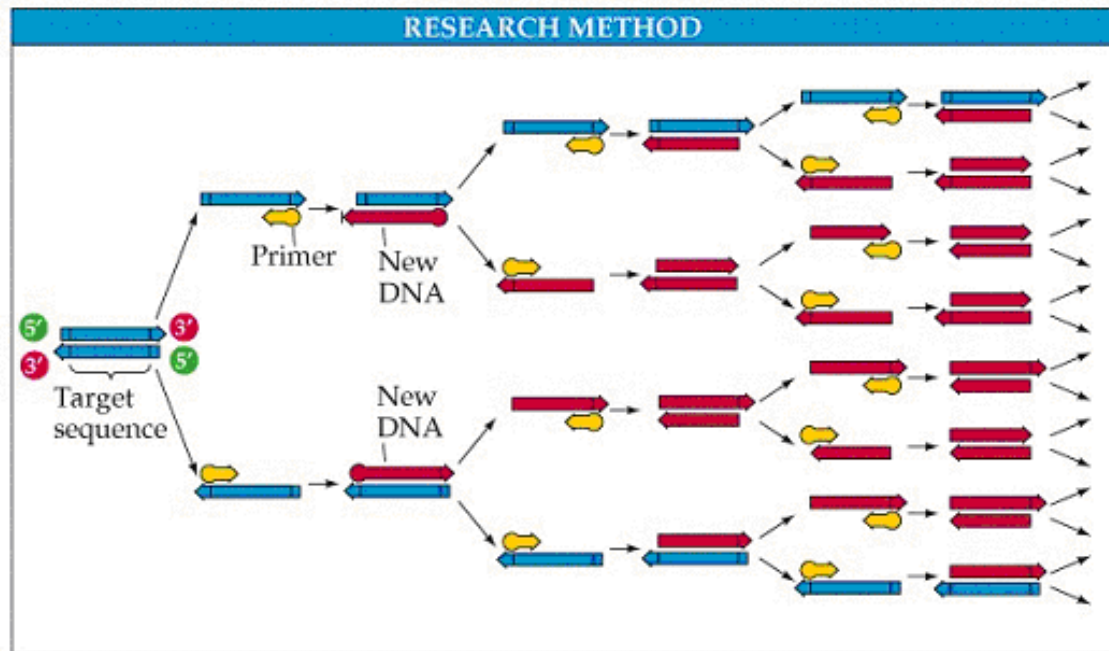 RESEARCH METHOD
Primer
New
DNA
5′
3′
3′
5′
Target
sequence
New
DNA